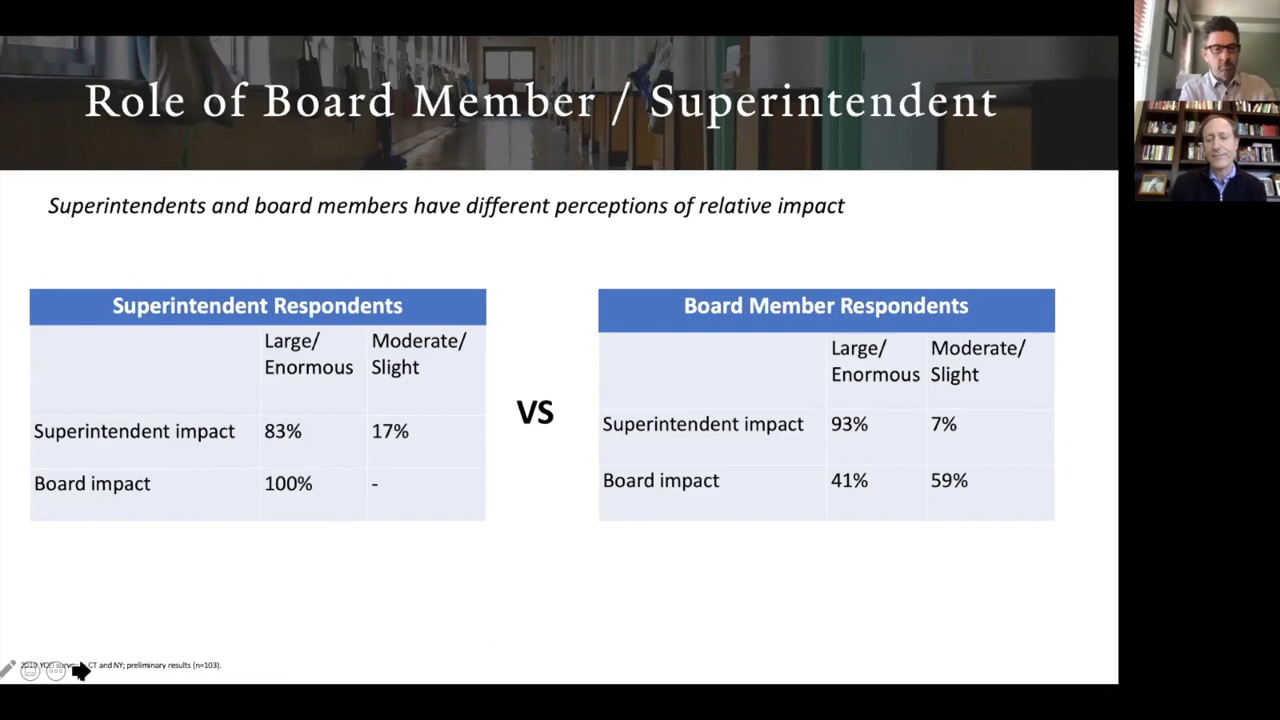 Role of Board Member / Superintendent
Superintendents and board members have different perceptions of relative impact
Superintendent Respondents
Large/ Moderate/
Enormous Slight
Superintendent impact 83% 17%
Board impact 100% -
VS
Board Member Respondents
Large/ Moderate/
Enormous Slight
Superintendent impact 93% 7%
Board impact 41% 59%
CT and NY; preliminary results (n=103).